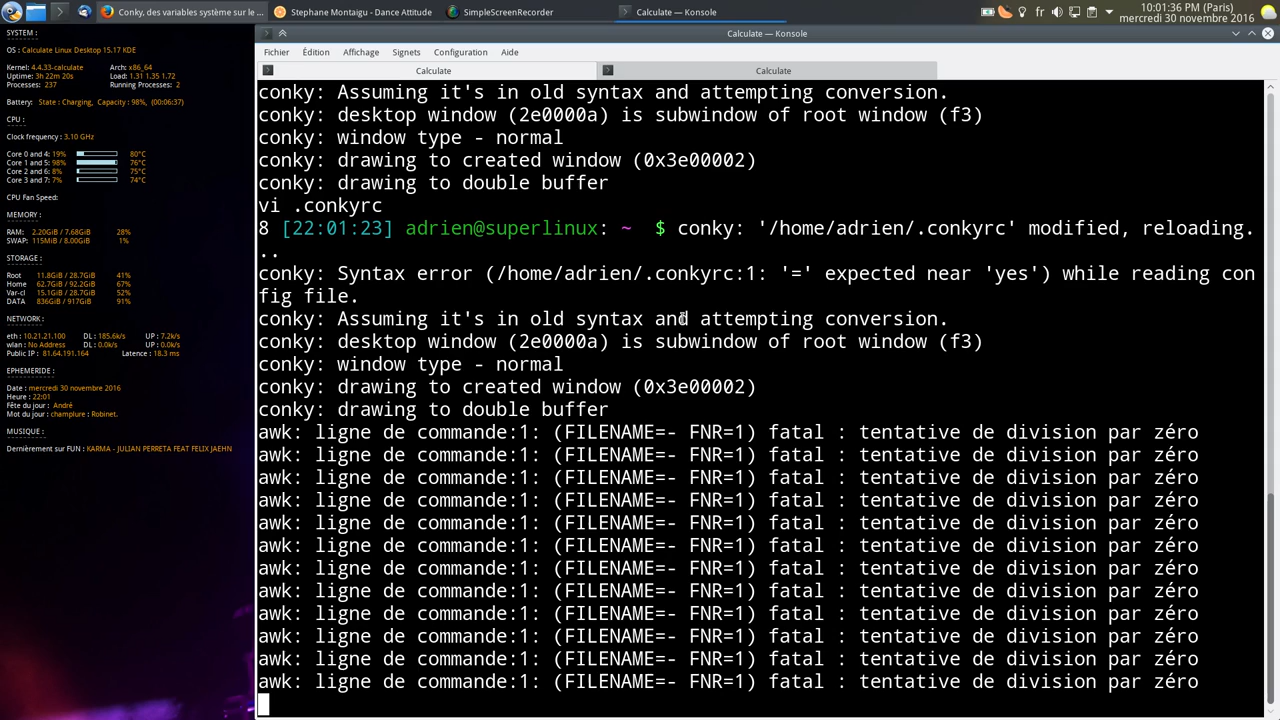 Conky, des variables système sur le ...
Stephane Montaigu - Dance Attitude
SimpleScreenRecorder
Calculate — Konsole
fr
10:01:36 PM (Paris)
mercredi 30 novembre 2016
SYSTEM :
OS : Calculate Linux Desktop 15.17 KDE
Kernel: 4.4.33-calculate Arch: x86_64
Uptime: 3h 22m 20s Load: 1.31 1.35 1.72
Processes: 237 Running Processes: 2
Battery: State : Charging, Capacity : 98%, (00:06:37)
CPU :
Clock frequency : 3.10 GHz
Core 0 and 4: 19% 80°C
Core 1 and 5: 98% 76°C
Core 2 and 6: 8% 75°C
Core 3 and 7: 7% 74°C
CPU Fan Speed:
MEMORY :
RAM: 2.20GiB / 7.68GiB 28%
SWAP: 115MiB / 8.00GiB 1%
STORAGE :
Root 11.8GiB / 28.7GiB 41%
Home 62.7GiB / 92.2GiB 67%
Var-cl 15.1GiB / 28.7GiB 52%
DATA 836GiB / 917GiB 91%
NETWORK :
eth : 10.21.21.100 DL : 185.6k/s UP : 7.2k/s
wlan : No Address DL : 0.0k/s UP : 0.0k/s
Public IP : 81.64.191.164 Latence : 18.3 ms
EPHEMERIDE :
Date : mercredi 30 novembre 2016
Heure : 22:01
Fête du jour : André
Mot du jour : champlure : Robinet.
MUSIQUE :
Dernièrement sur FUN : KARMA - JULIAN PERRETA FEAT FELIX JAEHN
Calculate — Konsole
Fichier Édition Affichage Signets Configuration Aide
Calculate Calculate
conky: Assuming it's in old syntax and attempting conversion.
conky: desktop window (2e0000a) is subwindow of root window (f3)
conky: window type - normal
conky: drawing to created window (0x3e00002)
conky: drawing to double buffer
vi .conkyrc
8 [22:01:23] adrien@superlinux: ~ $ conky: '/home/adrien/.conkyrc' modified, reloading.
..
conky: Syntax error (/home/adrien/.conkyrc:1: '=' expected near 'yes') while reading con
fig file.
conky: Assuming it's in old syntax and attempting conversion.
conky: desktop window (2e0000a) is subwindow of root window (f3)
conky: window type - normal
conky: drawing to created window (0x3e00002)
conky: drawing to double buffer
awk: ligne de commande:1: (FILENAME=- FNR=1) fatal : tentative de division par zéro
awk: ligne de commande:1: (FILENAME=- FNR=1) fatal : tentative de division par zéro
awk: ligne de commande:1: (FILENAME=- FNR=1) fatal : tentative de division par zéro
awk: ligne de commande:1: (FILENAME=- FNR=1) fatal : tentative de division par zéro
awk: ligne de commande:1: (FILENAME=- FNR=1) fatal : tentative de division par zéro
awk: ligne de commande:1: (FILENAME=- FNR=1) fatal : tentative de division par zéro
awk: ligne de commande:1: (FILENAME=- FNR=1) fatal : tentative de division par zéro
awk: ligne de commande:1: (FILENAME=- FNR=1) fatal : tentative de division par zéro
awk: ligne de commande:1: (FILENAME=- FNR=1) fatal : tentative de division par zéro
awk: ligne de commande:1: (FILENAME=- FNR=1) fatal : tentative de division par zéro
awk: ligne de commande:1: (FILENAME=- FNR=1) fatal : tentative de division par zéro
awk: ligne de commande:1: (FILENAME=- FNR=1) fatal : tentative de division par zéro